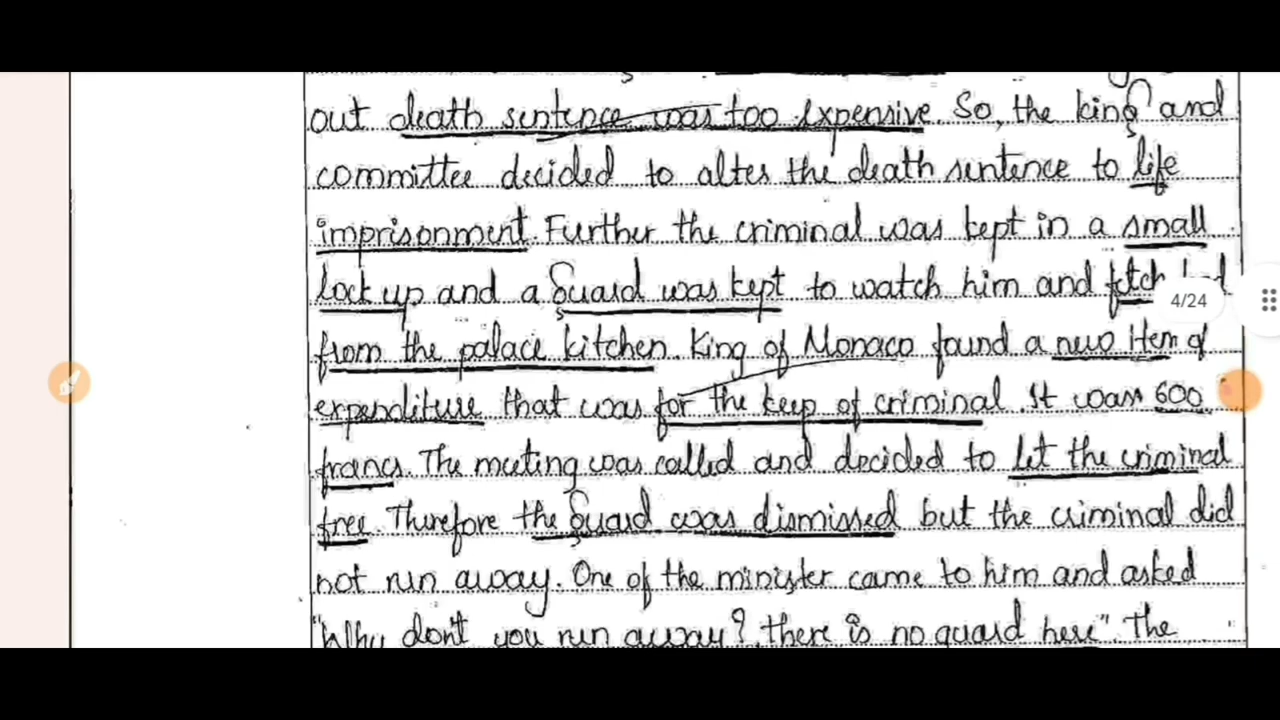 out death sentence was too expensive. So, the king and
committee decided to alter the death sentence to life
imprisonment. Further the criminal was kept in a small
lock up and a Guard was kept to watch him and fetch
4/24
from the palace kitchen. King of Monaco found a new item of
expenditure that was for the keep of criminal. It was 600
francs. The meeting was called and decided to let the criminal
free. Therefore the Guard was dismissed but the criminal did
not run away. One of the minister came to him and asked
"Why don't you run away? there is no guard here". The